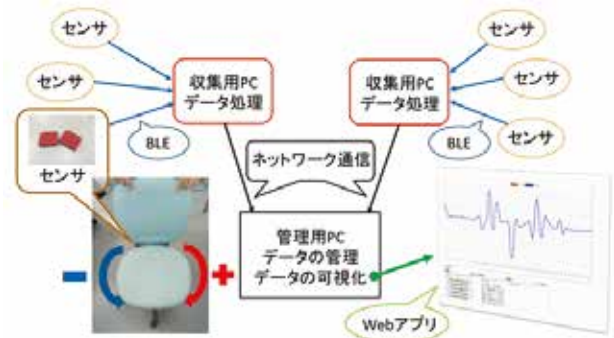 センサ
センサ
センサ
収集用PC
データ処理
BLE
収集用PC
データ処理
BLE
センサ
センサ
センサ
ネットワーク通信
管理用PC
データの管理
データの可視化
－
＋
Webアプリ